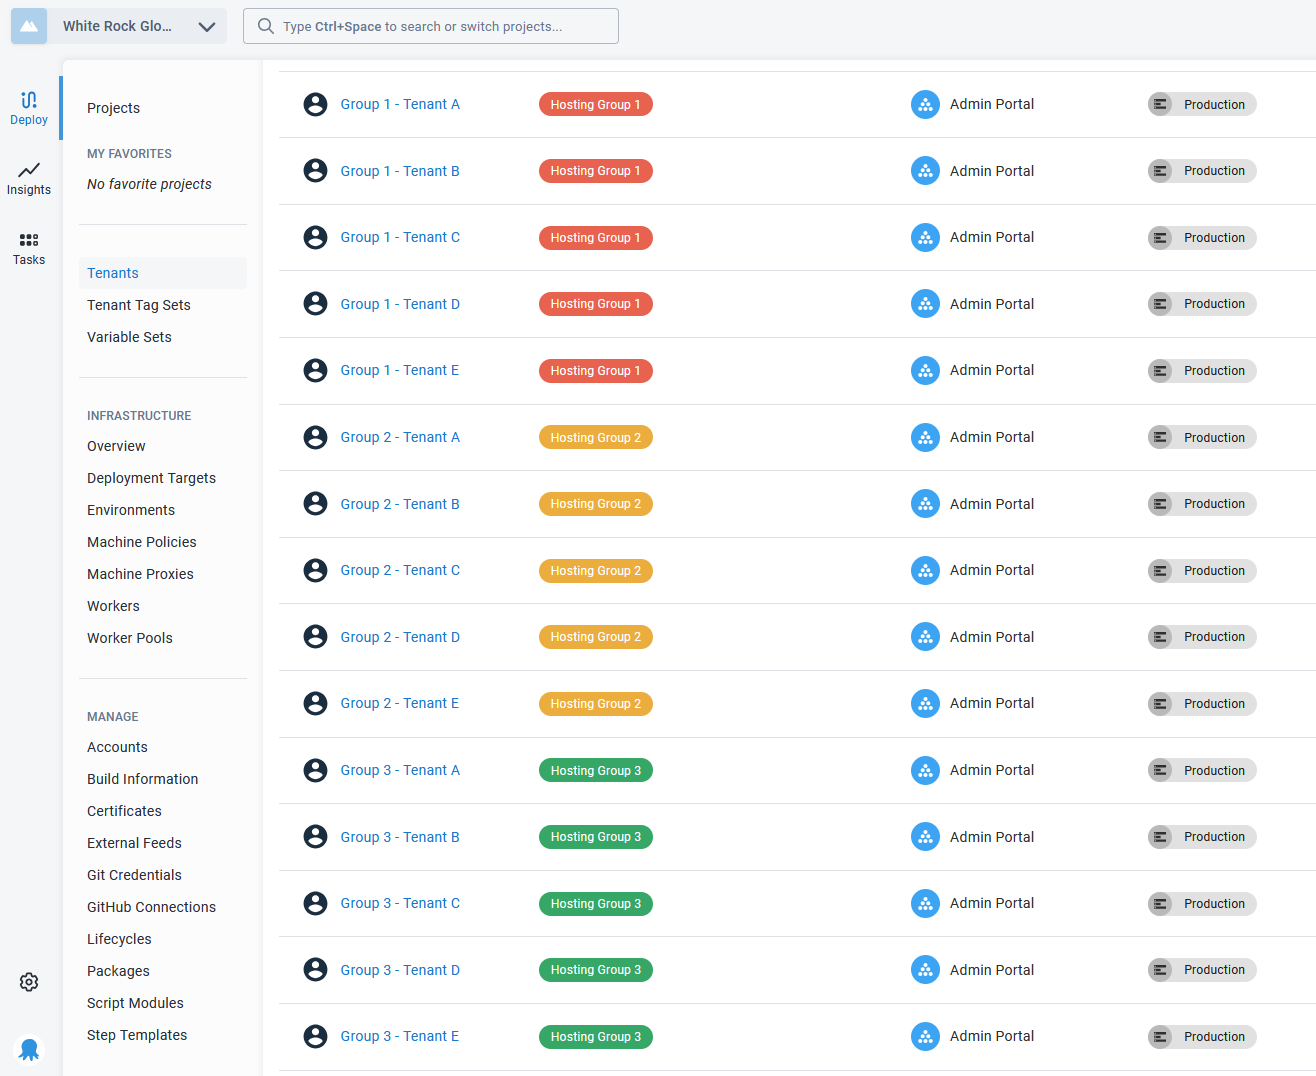 White Rock Glo...
Type Ctrl+Space to search or switch projects...
Deploy
Insights
Tasks
Projects
MY FAVORITES
No favorite projects
Tenants
Tenant Tag Sets
Variable Sets
INFRASTRUCTURE
Overview
Deployment Targets
Environments
Machine Policies
Machine Proxies
Workers
Worker Pools
MANAGE
Accounts
Build Information
Certificates
External Feeds
Git Credentials
GitHub Connections
Lifecycles
Packages
Script Modules
Step Templates
Group 1 - Tenant A Hosting Group 1 Admin Portal Production
Group 1 - Tenant B Hosting Group 1 Admin Portal Production
Group 1 - Tenant C Hosting Group 1 Admin Portal Production
Group 1 - Tenant D Hosting Group 1 Admin Portal Production
Group 1 - Tenant E Hosting Group 1 Admin Portal Production
Group 2 - Tenant A Hosting Group 2 Admin Portal Production
Group 2 - Tenant B Hosting Group 2 Admin Portal Production
Group 2 - Tenant C Hosting Group 2 Admin Portal Production
Group 2 - Tenant D Hosting Group 2 Admin Portal Production
Group 2 - Tenant E Hosting Group 2 Admin Portal Production
Group 3 - Tenant A Hosting Group 3 Admin Portal Production
Group 3 - Tenant B Hosting Group 3 Admin Portal Production
Group 3 - Tenant C Hosting Group 3 Admin Portal Production
Group 3 - Tenant D Hosting Group 3 Admin Portal Production
Group 3 - Tenant E Hosting Group 3 Admin Portal Production